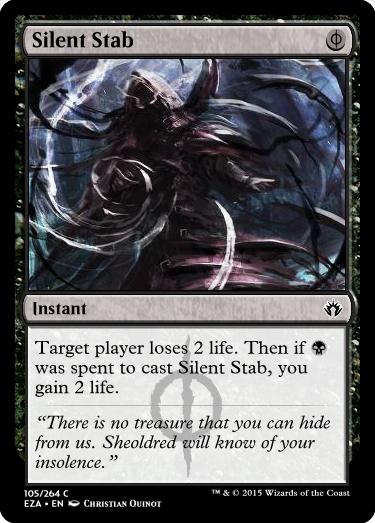 Silent Stab
Instant
Target player loses 2 life. Then if
was spent to cast Silent Stab, you
gain 2 life.
“There is no treasure that you can hide
from us. Sheoldred will know of your
insolence.”
105/264 C
EZA • EN Christian Quinot
™ & © 2015 Wizards of the Coast